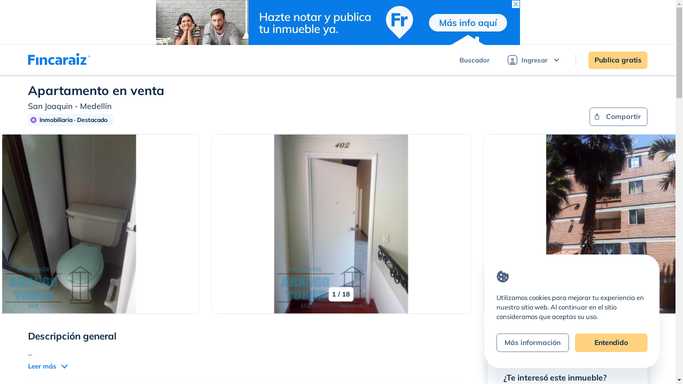 Hazte notar y publica
tu inmueble ya.
Fr
Más info aquí
Fincaraiz
Buscador
Ingresar
Publica gratis
Apartamento en venta
San Joaquin - Medellín
Inmobiliaria - Destacado
Compartir
402
1 / 18
Utilizamos cookies para mejorar tu experiencia en
nuestro sitio web. Al continuar en el sitio
consideramos que aceptas su uso.
Más información
Entendido
Descripción general
..
Leer más
¿Te interesó este inmueble?